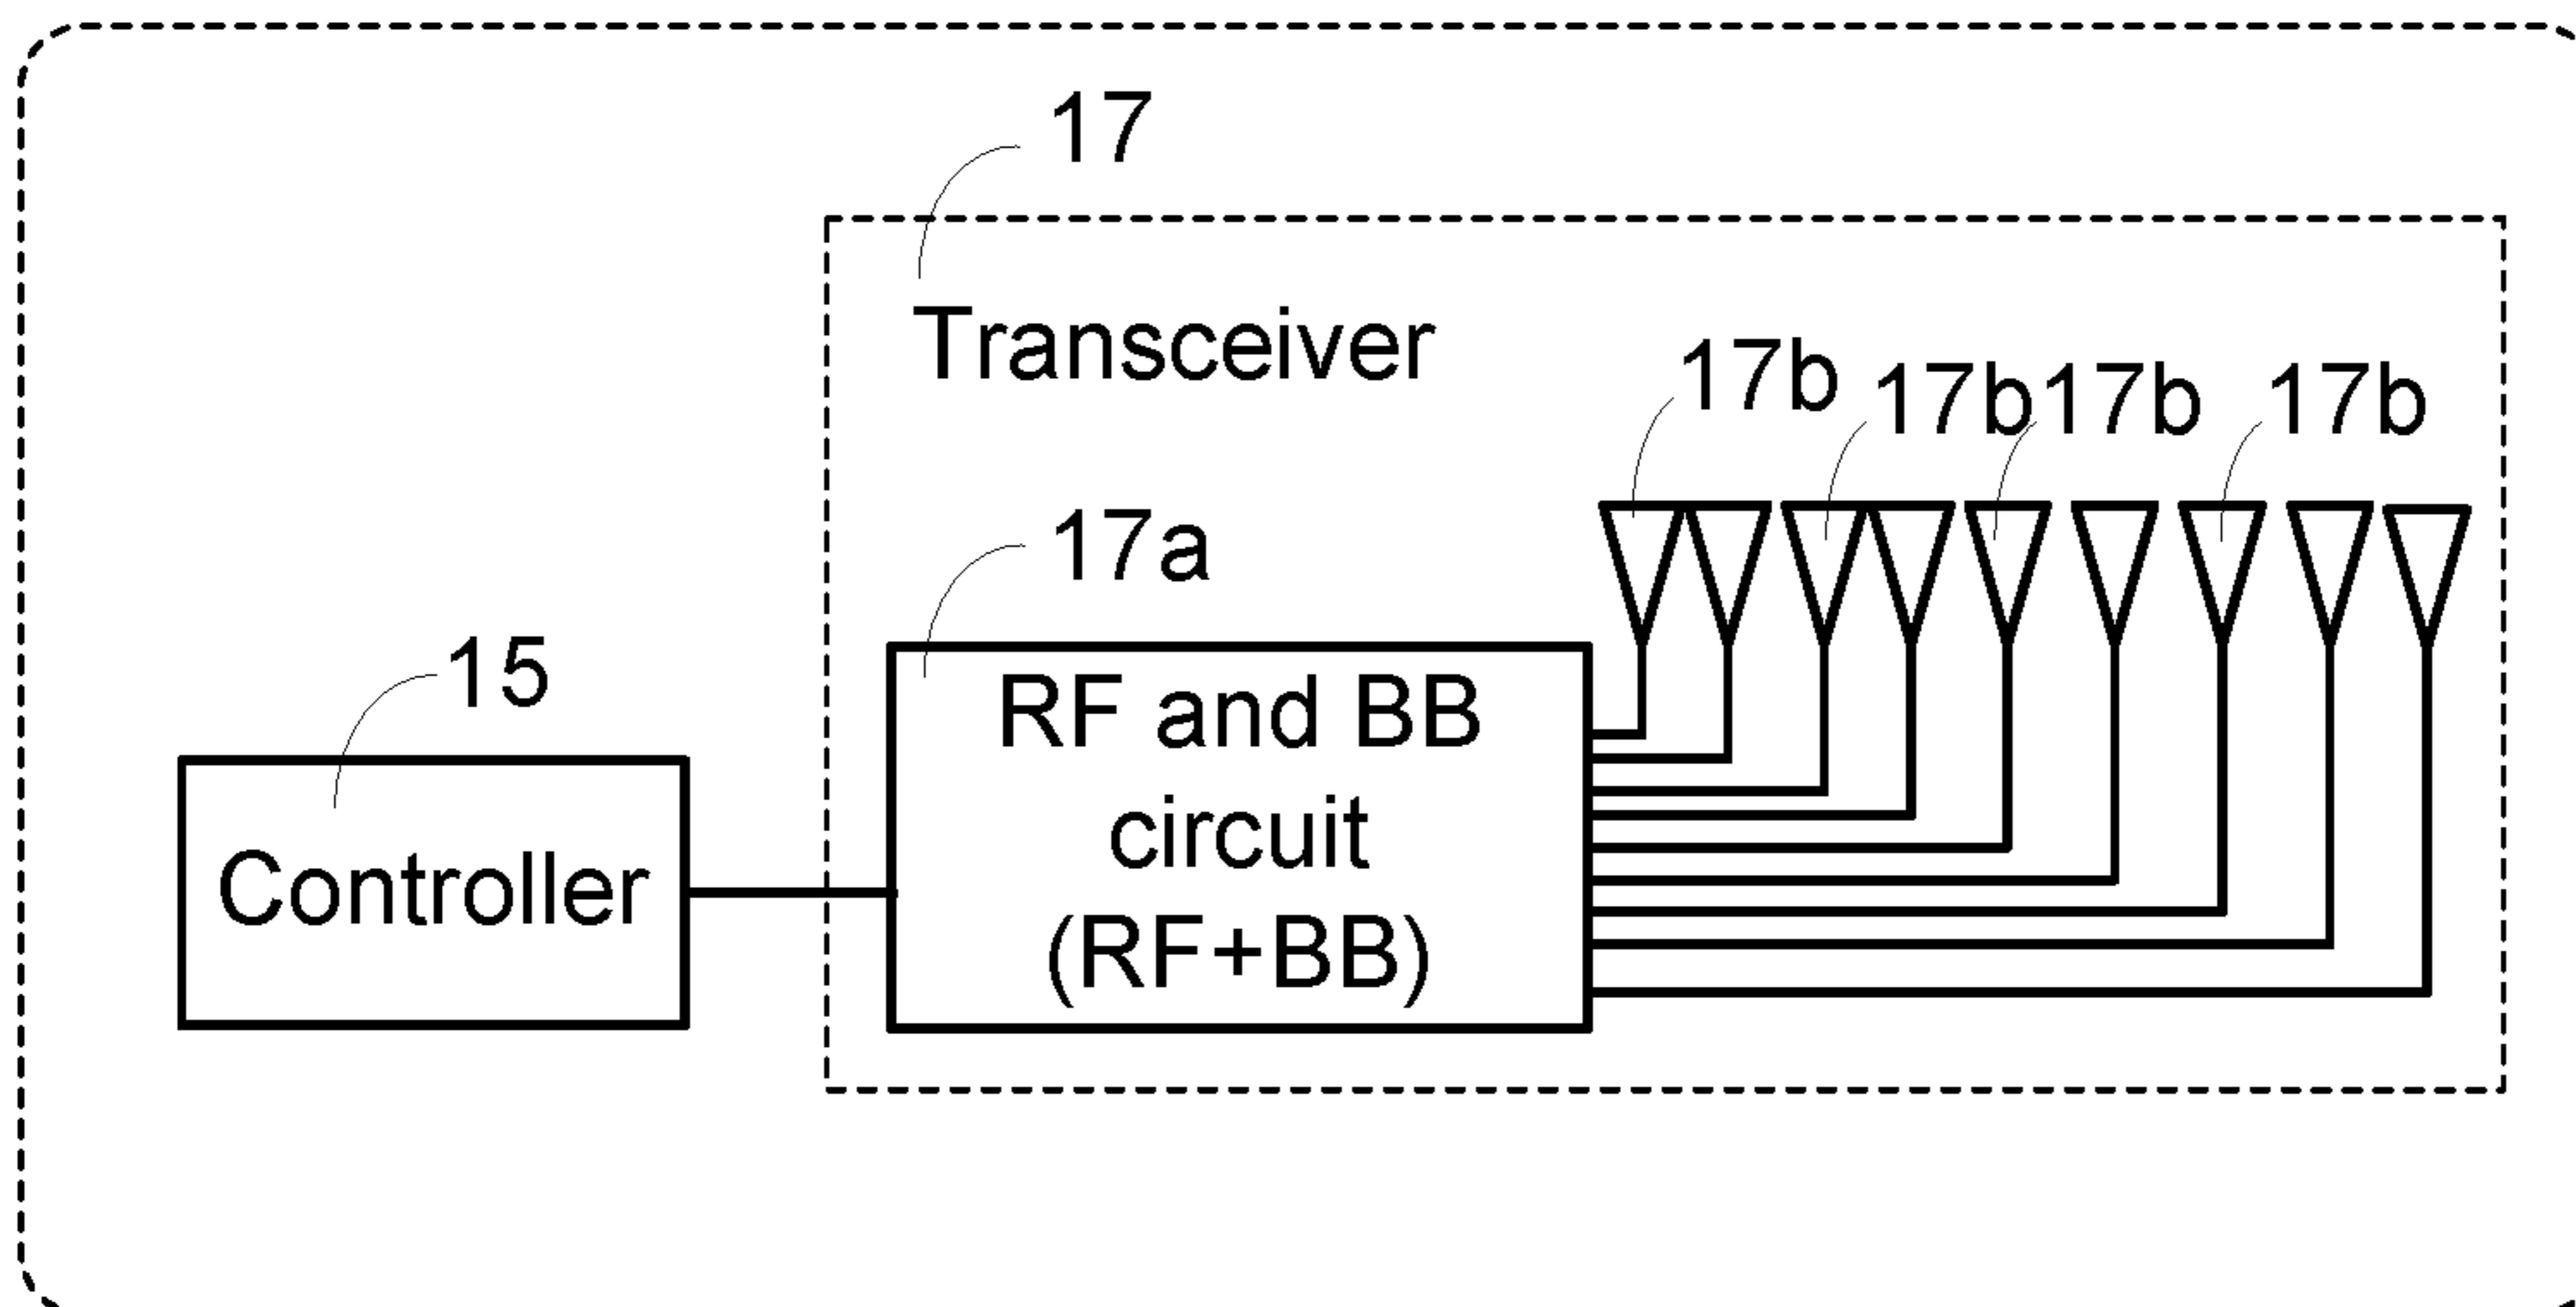 17
Transceiver
17b
17b
17b
17b
17a
15
RF and BB
circuit
(RF+BB)
Controller